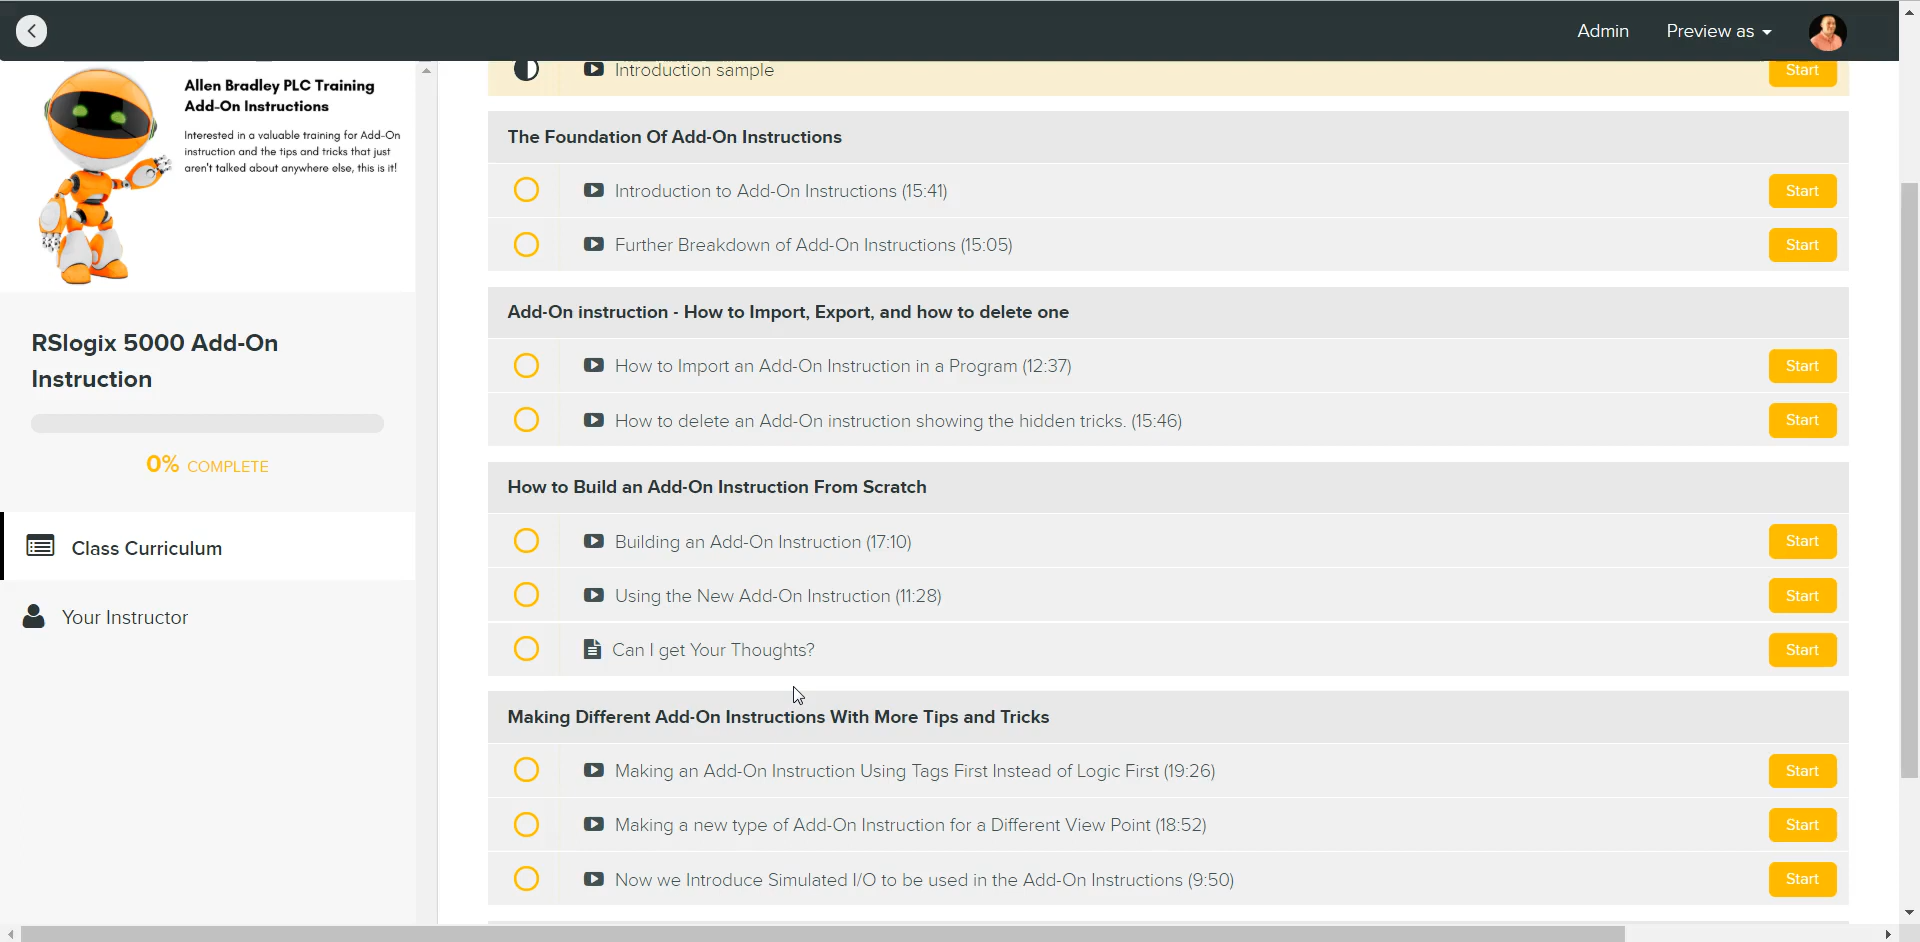 Admin
Preview as
Allen Bradley PLC Training
Add-On Instructions
Interested in a valuable training for Add-On
instruction and the tips and tricks that just
aren't talked about anywhere else, this is it!
RSlogix 5000 Add-On
Instruction
0% COMPLETE
Class Curriculum
Your Instructor
Introduction sample
Start
The Foundation Of Add-On Instructions
Introduction to Add-On Instructions (15:41)
Start
Further Breakdown of Add-On Instructions (15:05)
Start
Add-On instruction - How to Import, Export, and how to delete one
How to Import an Add-On Instruction in a Program (12:37)
Start
How to delete an Add-On instruction showing the hidden tricks. (15:46)
Start
How to Build an Add-On Instruction From Scratch
Building an Add-On Instruction (17:10)
Start
Using the New Add-On Instruction (11:28)
Start
Can I get Your Thoughts?
Start
Making Different Add-On Instructions With More Tips and Tricks
Making an Add-On Instruction Using Tags First Instead of Logic First (19:26)
Start
Making a new type of Add-On Instruction for a Different View Point (18:52)
Start
Now we Introduce Simulated I/O to be used in the Add-On Instructions (9:50)
Start